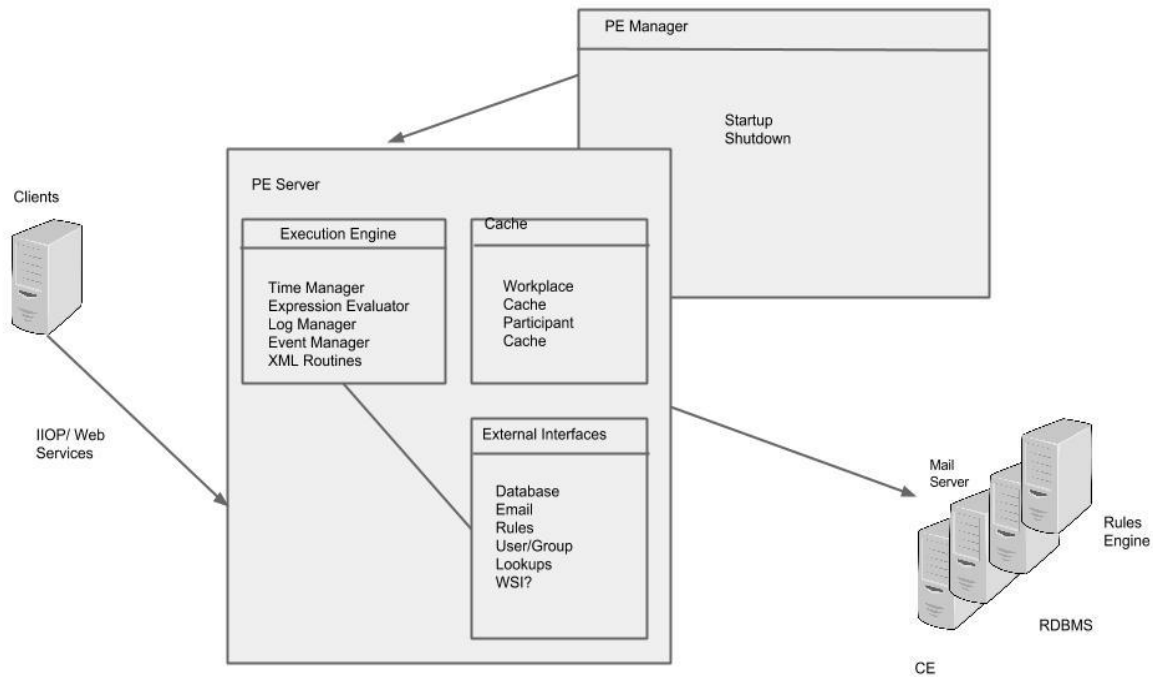 PE Manager
Startup
Shutdown
PE Server
Clients
Execution Engine
Time Manager
Expression Evaluator
Log Manager
Event Manager
XML Routines
Cache
Workplace
Cache
Participant
Cache
IIOP/ Web
Services
External Interfaces
Database
Email
Rules
User/Group
Lookups
WSI?
Mail
Server
Rules
Engine
RDBMS
CE